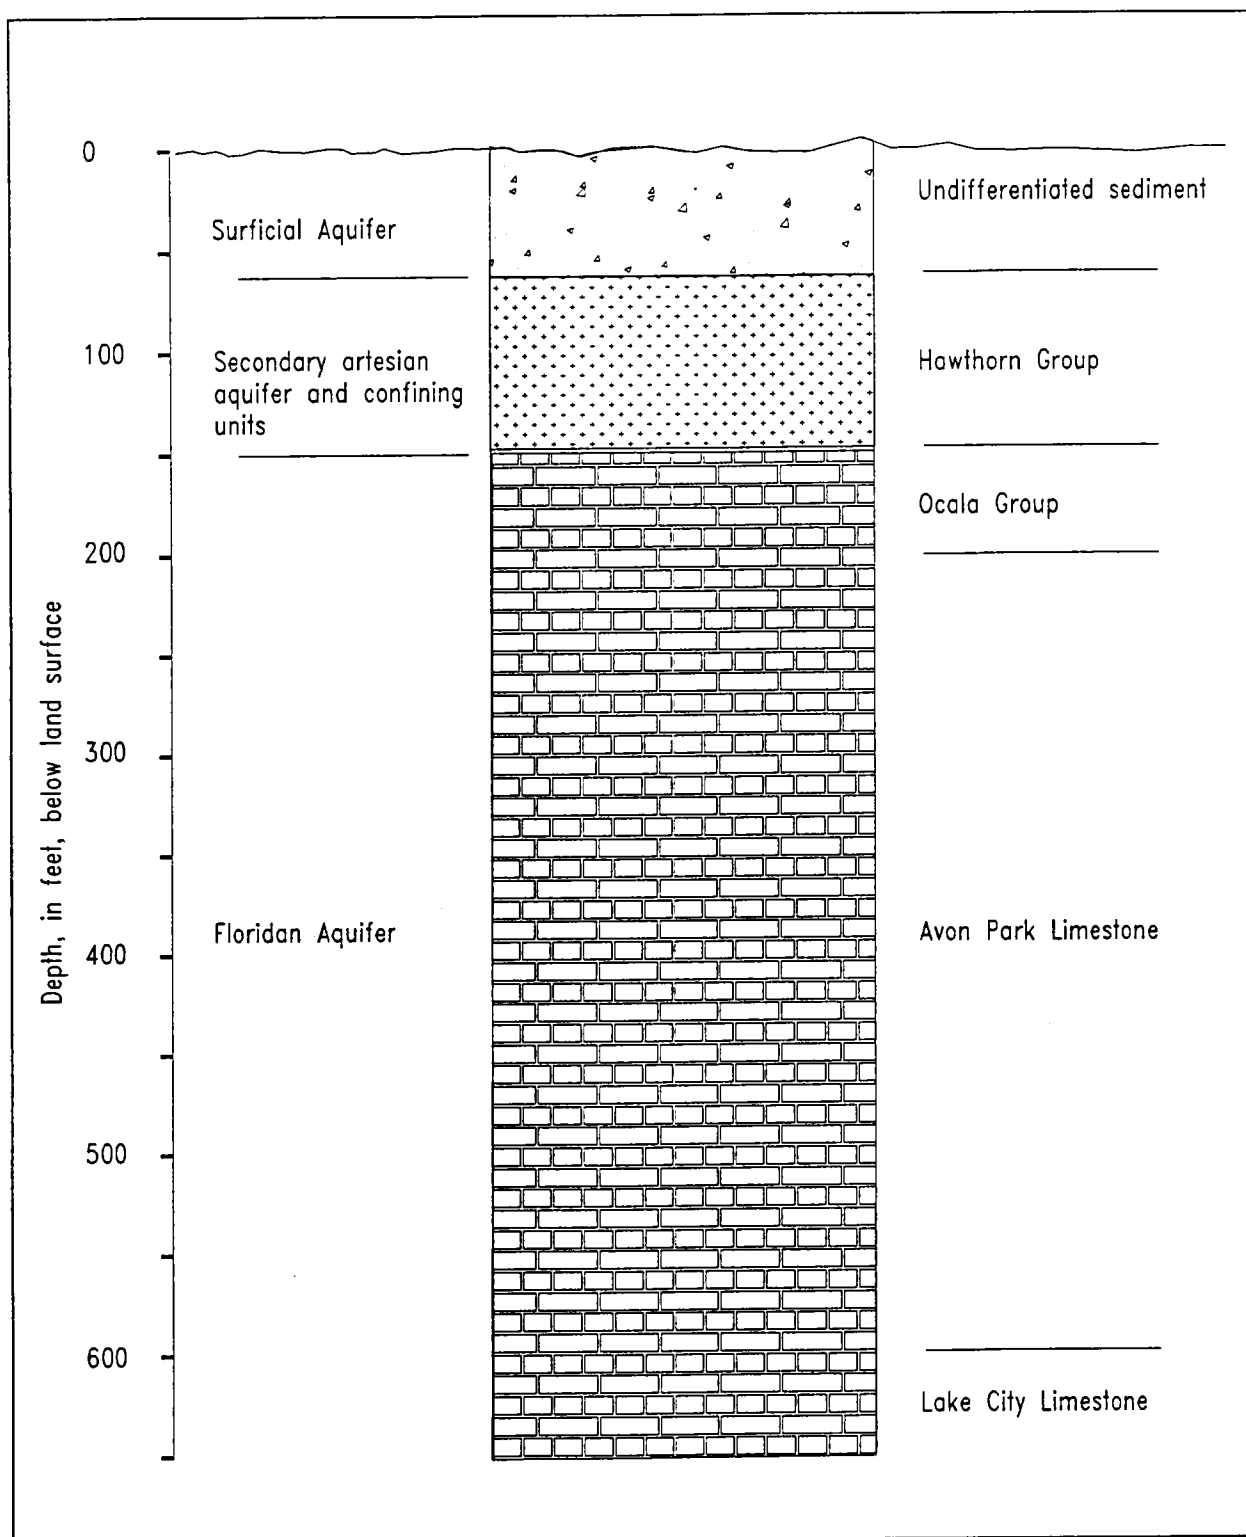 0
Surficial Aquifer
Undifferentiated sediment
100
Secondary artesian
aquifer and confining
units
Hawthorn Group
Ocala Group
200
Depth, in feet, below land surface
300
Floridan Aquifer
Avon Park Limestone
400
500
600
Lake City Limestone